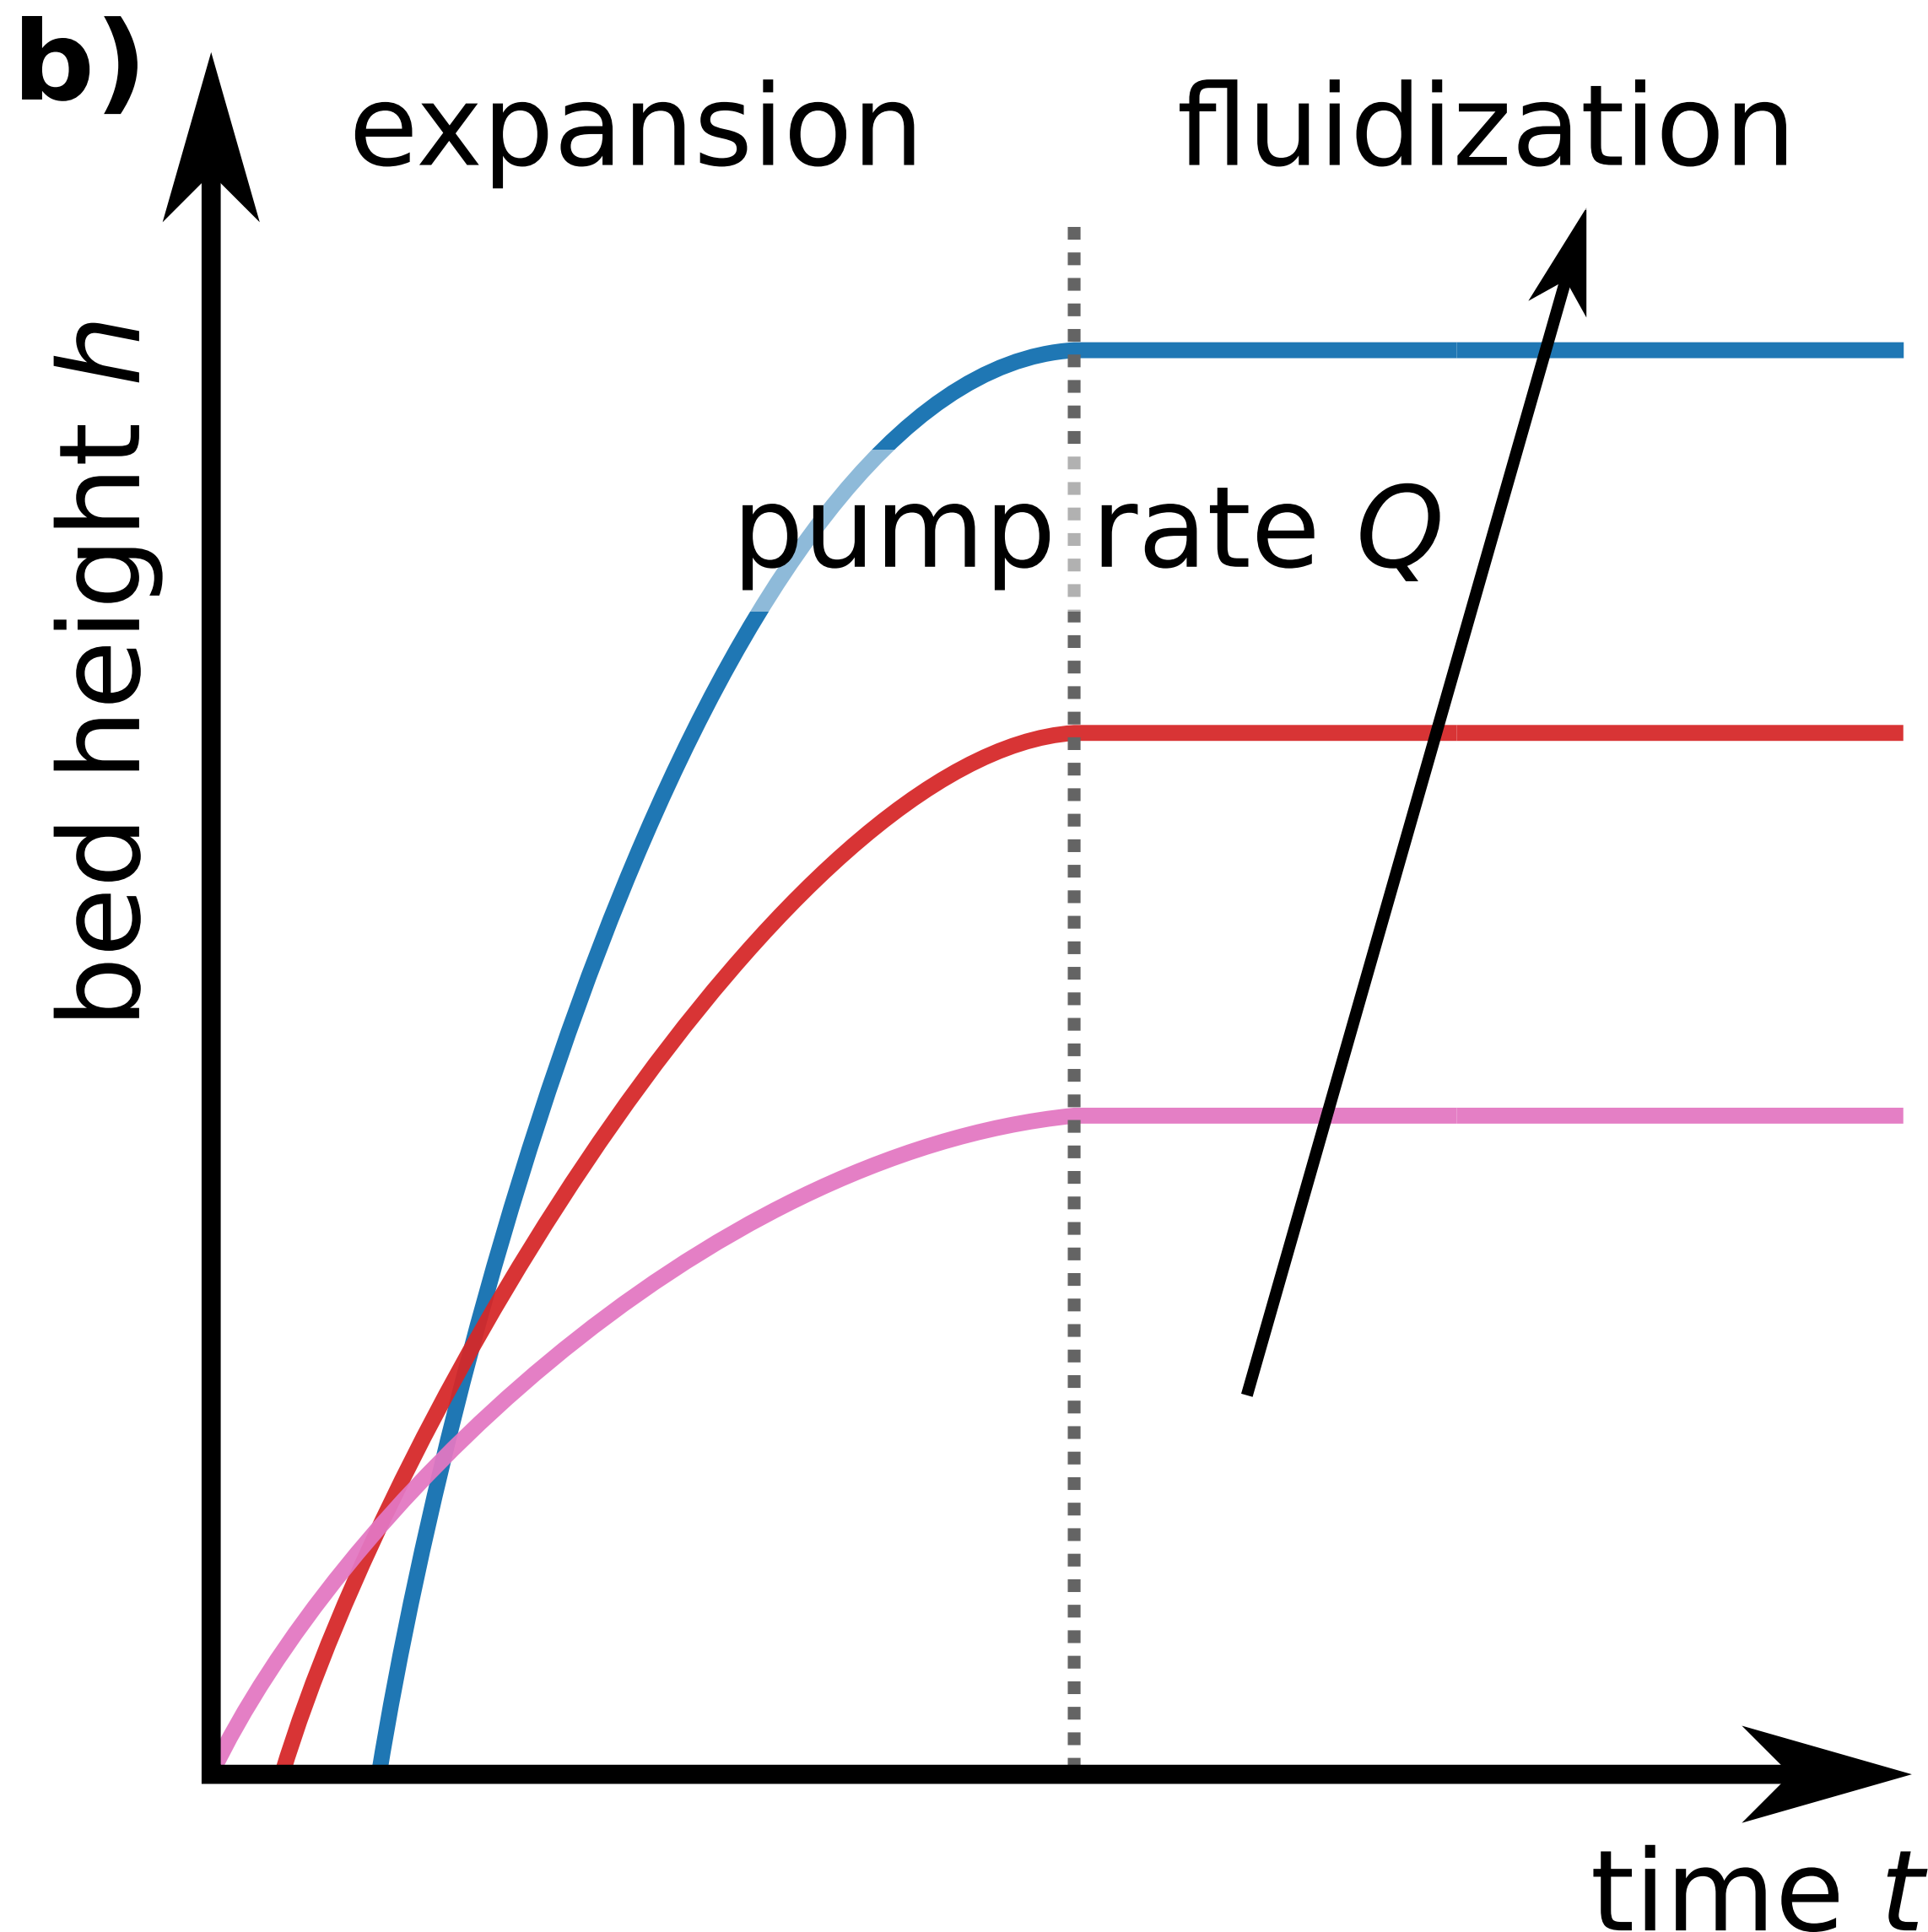 b)
expansion
fluidization
bed height h
pump rate Q
time t